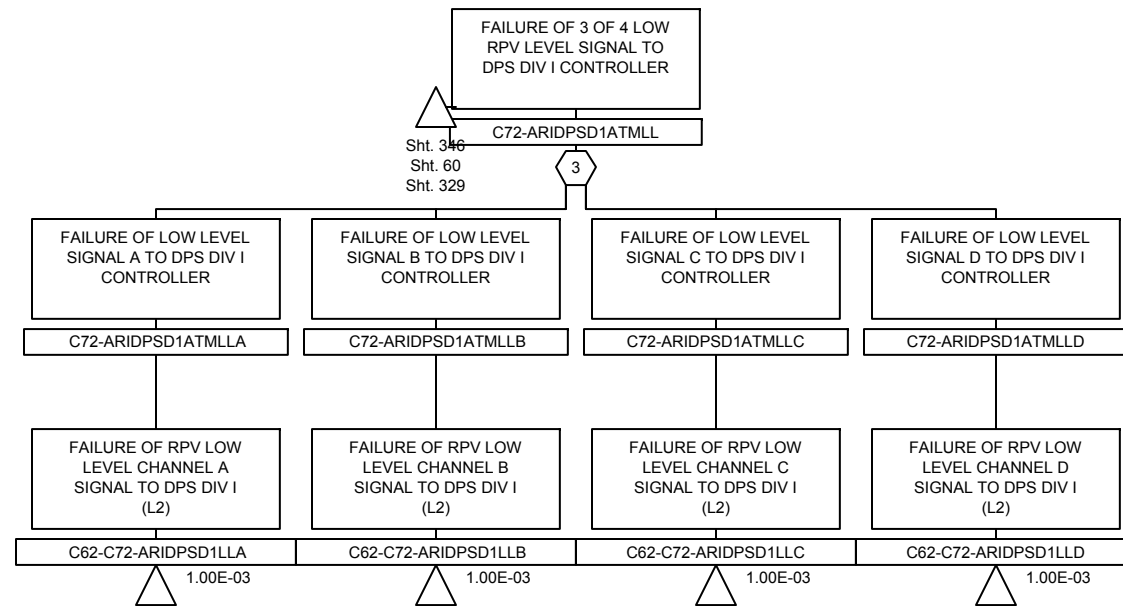 FAILURE OF 3 OF 4 LOW
RPV LEVEL SIGNAL TO
DPS DIV I CONTROLLER
C72-ARIDPSD1ATMLL
Sht. 346
Sht. 60
Sht. 329
3
FAILURE OF LOW LEVEL
SIGNAL A TO DPS DIV I
CONTROLLER
C72-ARIDPSD1ATMLLA
FAILURE OF LOW LEVEL
SIGNAL B TO DPS DIV I
CONTROLLER
C72-ARIDPSD1ATMLLB
FAILURE OF LOW LEVEL
SIGNAL C TO DPS DIV I
CONTROLLER
C72-ARIDPSD1ATMLLC
FAILURE OF LOW LEVEL
SIGNAL D TO DPS DIV I
CONTROLLER
C72-ARIDPSD1ATMLLD
FAILURE OF RPV LOW
LEVEL CHANNEL A
SIGNAL TO DPS DIV I
(L2)
C62-C72-ARIDPSD1LLA
1.00E-03
FAILURE OF RPV LOW
LEVEL CHANNEL B
SIGNAL TO DPS DIV I
(L2)
C62-C72-ARIDPSD1LLB
1.00E-03
FAILURE OF RPV LOW
LEVEL CHANNEL C
SIGNAL TO DPS DIV I
(L2)
C62-C72-ARIDPSD1LLC
1.00E-03
FAILURE OF RPV LOW
LEVEL CHANNEL D
SIGNAL TO DPS DIV I
(L2)
C62-C72-ARIDPSD1LLD
1.00E-03